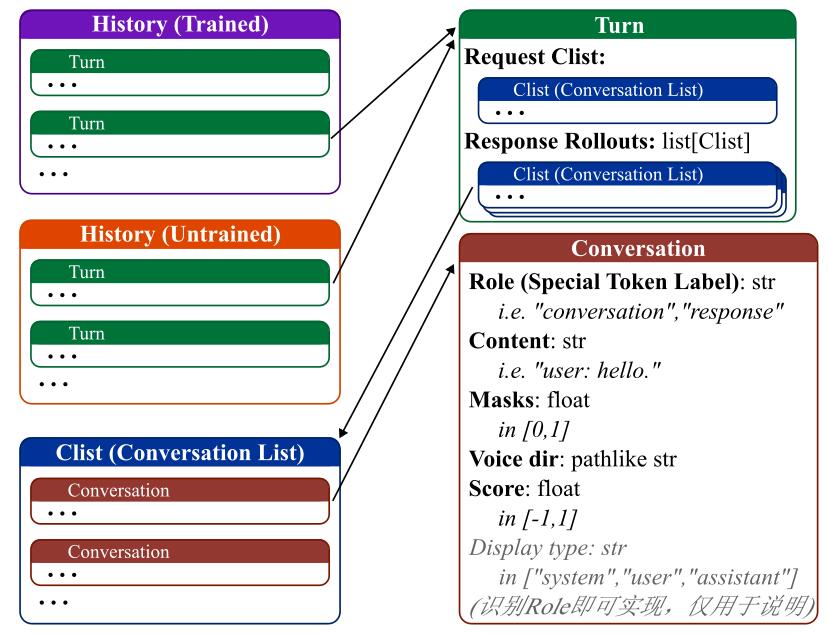 History (Trained)
Turn
...
Turn
...
...
History (Untrained)
Turn
...
Turn
...
...
Clist (Conversation List)
Conversation
...
Conversation
...
...
Turn
Request Clist:
Clist (Conversation List)
...
Response Rollouts: list[Clist]
Clist (Conversation List)
...
Conversation
Role (Special Token Label): str
i.e. "conversation","response"
Content: str
i.e. "user: hello."
Masks: float
in [0,1]
Voice dir: pathlike str
Score: float
in [-1,1]
Display type: str
in ["system","user","assistant"]
(识别Role即可实现，仅用于说明)